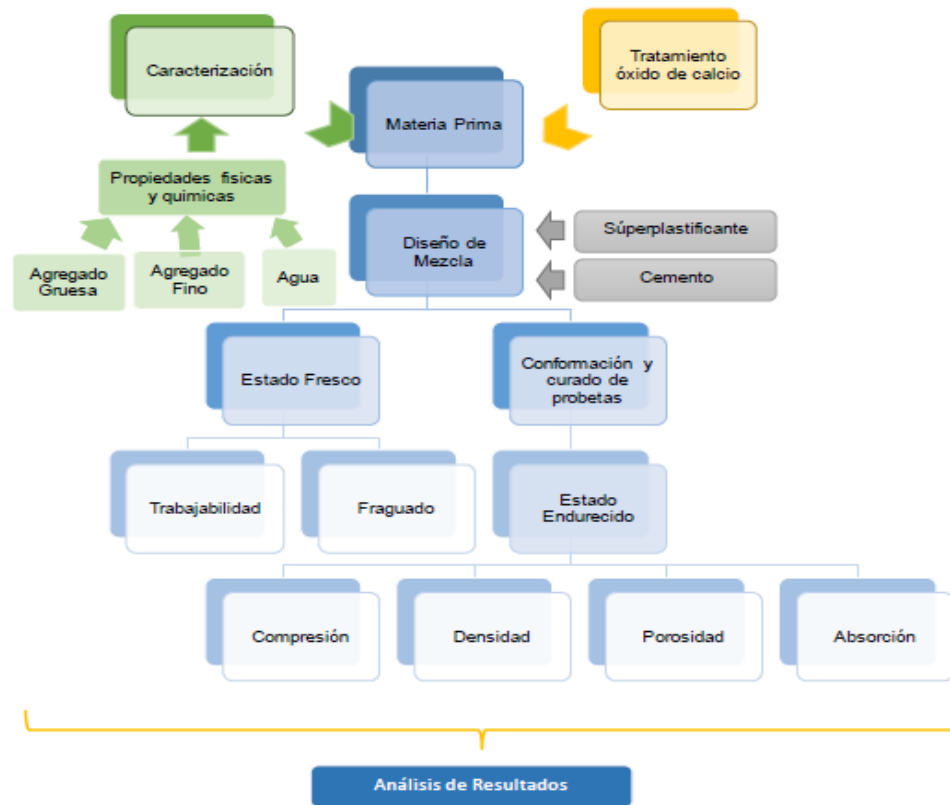 Caracterización
Tratamiento
óxido de calcio
Materia Prima
Propiedades fisicas
y quimicas
Agregado
Gruesa
Agregado
Fino
Agua
Diseño de
Mezcla
Súperplastificante
Cemento
Estado Fresco
Conformación y
curado de
probetas
Trabajabilidad
Fraguado
Estado
Endurecido
Compresión
Densidad
Porosidad
Absorción
Análisis de Resultados